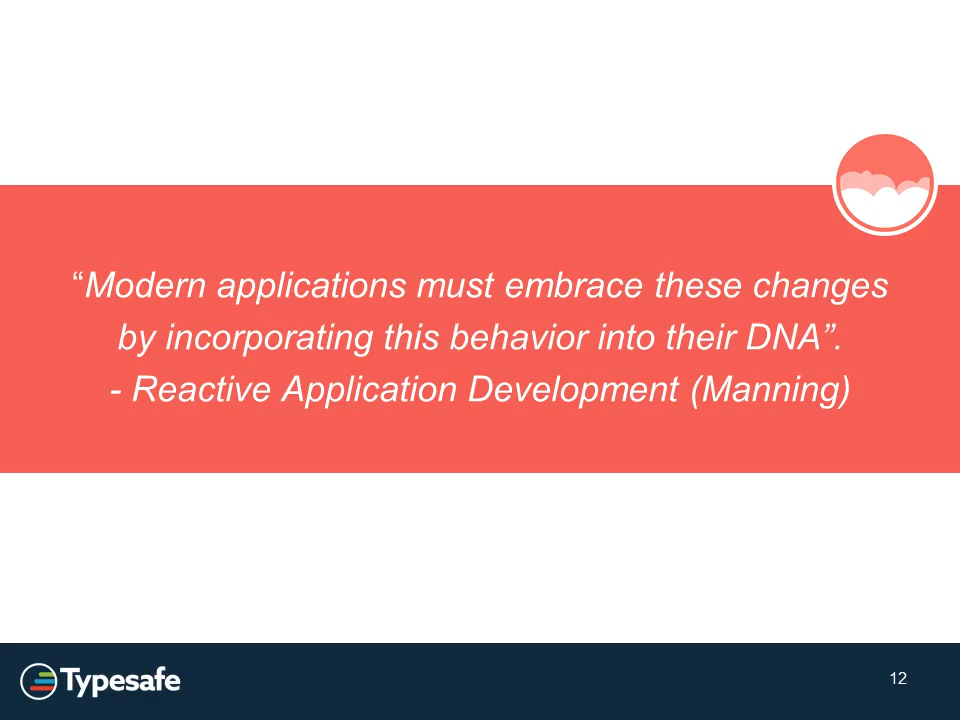 “Modern applications must embrace these changes
by incorporating this behavior into their DNA”.
- Reactive Application Development (Manning)
Typesafe
12